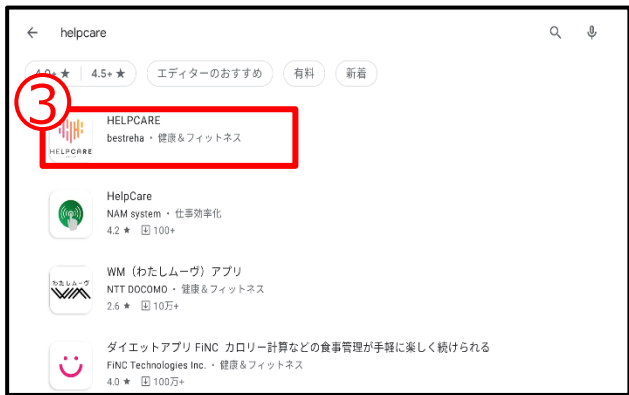 helpcare
4.0+ ★ 4.5+ ★ エディターのおすすめ 有料 新着
③
HELPCARE
HELPCARE
bestreha • 健康＆フィットネス
HelpCare
NAM system • 仕事効率化
4.2 ★ 100+
WM（わたしムーヴ）アプリ
わたしムーヴ
NTT DOCOMO • 健康＆フィットネス
2.6 ★ 10万+
ダイエットアプリ FiNC カロリー計算などの食事管理が手軽に楽しく続けられる
FiNC Technologies Inc. • 健康＆フィットネス
4.0 ★ 100万+